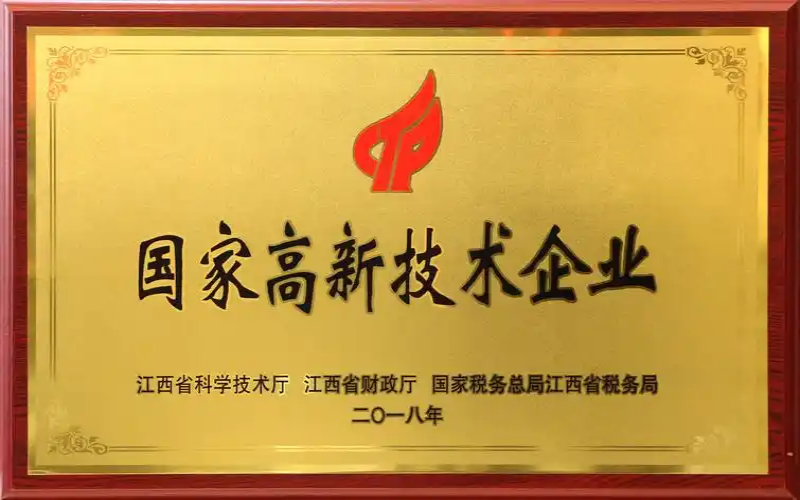 国家高新技术企业
江西省科学技术厅 江西省财政厅 国家税务总局江西省税务局
二〇一八年